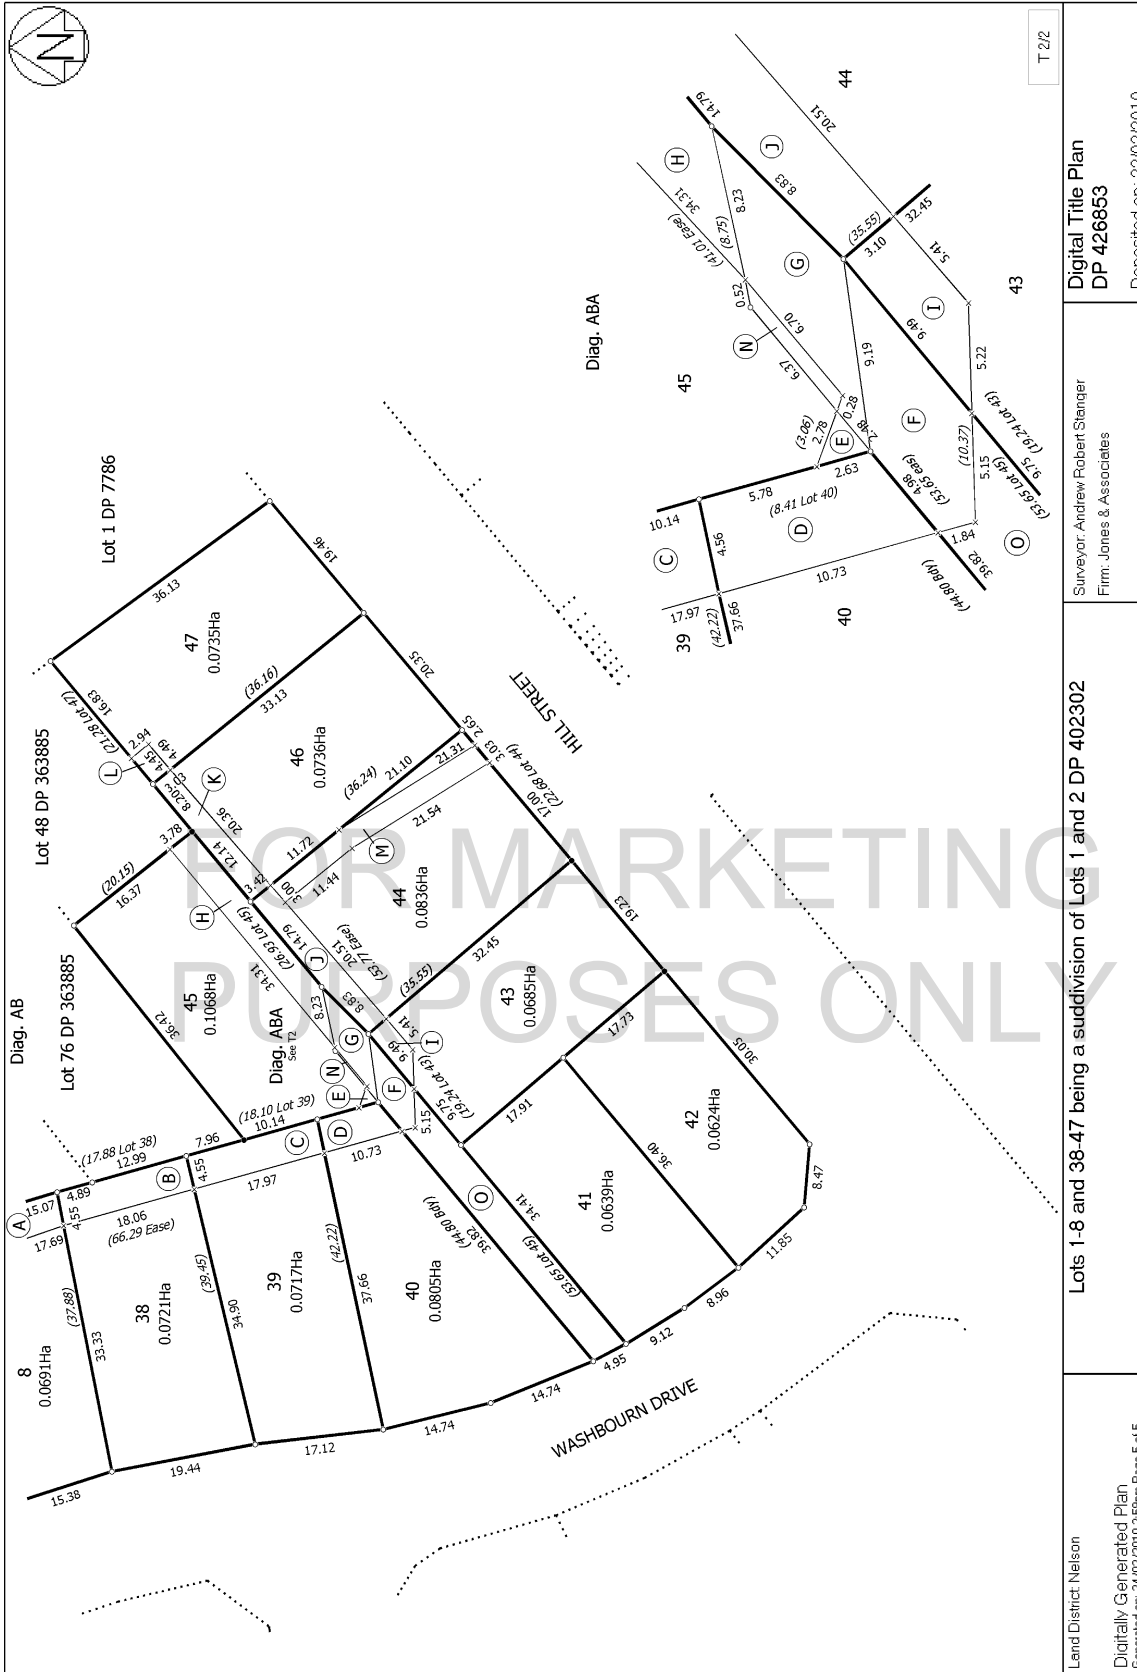 N
T 2/2
Diag. AB
Lot 76 DP 363885
Lot 48 DP 363885
Lot 1 DP 7786
Diag. ABA
36.13
47
0.0735Ha
19.46
16.83
(21.28 Lot 47)
2.94
L
4.45
4.49
(36.16)
33.13
20.35
46
0.0736Ha
8.20
K
20.36
3.78
12.14
(20.15)
16.37
H
3.42
3.00
11.72
11.44
(36.24)
21.10
21.31
2.65
3.03
M
21.54
17.00
(22.68 Lot 44)
HILL STREET
44
0.0836Ha
36.42
45
0.1068Ha
34.31
(26.93 Lot 45)
14.79
20.51
(53.77 Ease)
J
8.23
8.83
(35.55)
32.45
19.23
43
0.0685Ha
Diag. ABA
See T2
G
N
E
F
I
5.41
9.49
9.75
(19.24 Lot 43)
5.15
17.73
17.91
30.05
42
0.0624Ha
8.47
36.40
11.85
41
0.0639Ha
34.41
(53.65 Lot 45)
O
39.82
(44.80 Bdy)
8.96
9.12
4.95
14.74
14.74
WASHBOURN DRIVE
(18.10 Lot 39)
10.14
7.96
C
D
10.73
(17.88 Lot 38)
12.99
4.89
15.07
A
B
4.55
4.55
17.69
18.06
(66.29 Ease)
17.97
(42.22)
37.66
40
0.0805Ha
39
0.0717Ha
(39.45)
34.90
17.12
38
0.0721Ha
(37.88)
33.33
19.44
8
0.0691Ha
15.38
44
14.79
H
J
20.51
34.31
(41.01 Ease)
8.23
(8.75)
8.83
G
(35.55)
3.10
32.45
5.41
43
0.52
N
6.70
6.37
45
9.19
9.49
I
5.22
(3.06)
2.78
0.28
E
2.48
F
2.63
5.78
(8.41 Lot 40)
D
4.98
(53.65 eas)
(10.37)
5.15
9.75
(19.24 Lot 43)
(53.65 Lot 45)
10.14
C
4.56
10.73
1.84
O
39.82
(44.80 Bdy)
17.97
39
(42.22)
37.66
40
FOR MARKETING
PURPOSES ONLY
Land District: Nelson
Digitally Generated Plan
Lots 1-8 and 38-47 being a suddivision of Lots 1 and 2 DP 402302
Surveyor: Andrew Robert Stanger
Firm: Jones & Associates
Digital Title Plan
DP 426853